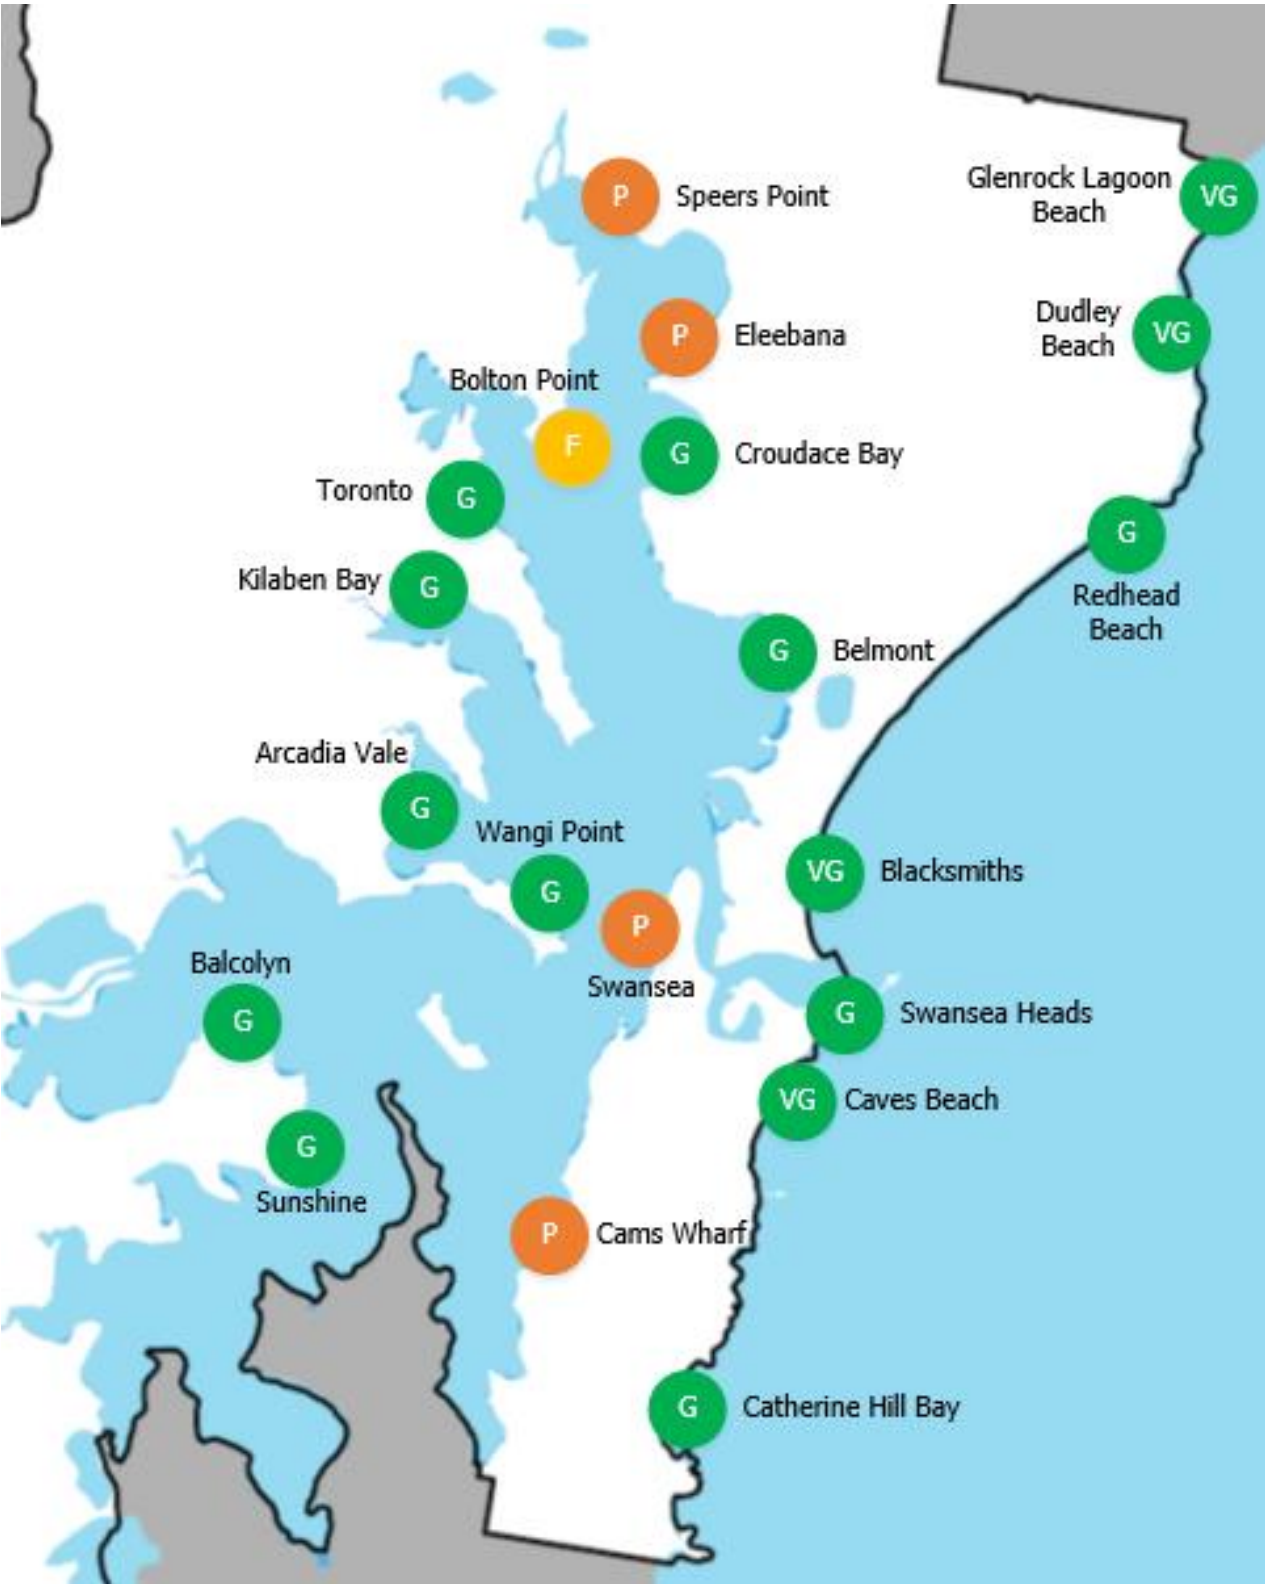 P
Speers Point
Glenrock Lagoon
Beach
VG
P
Eleebana
Dudley
Beach
VG
Bolton Point
F
G
Croudace Bay
Toronto
G
G
Redhead
Beach
Kilaben Bay
G
G
Belmont
Arcadia Vale
G
Wangi Point
G
VG
Blacksmiths
P
Swansea
Balcolyn
G
G
Swansea Heads
VG
Caves Beach
G
Sunshine
P
Cams Wharf
G
Catherine Hill Bay